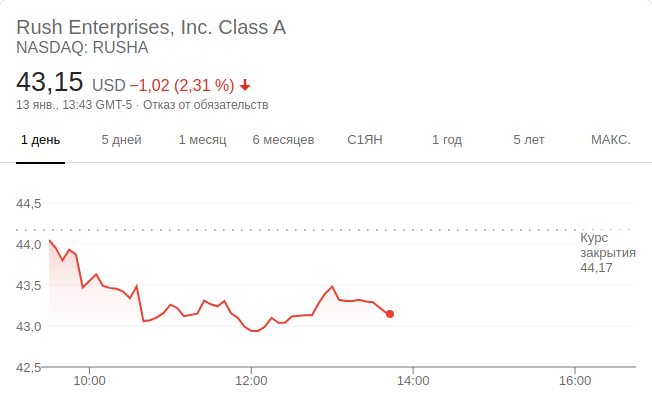 Rush Enterprises, Inc. Class A
NASDAQ: RUSHA
43,15 USD −1,02 (2,31 %)
13 янв., 13:43 GMT-5 · Отказ от обязательств
1 день 5 дней 1 месяц 6 месяцев С1ЯН 1 год 5 лет МАКС.
44,5
Курс
закрытия
44,17
44,0
43,5
43,0
42,5
10:00 12:00 14:00 16:00